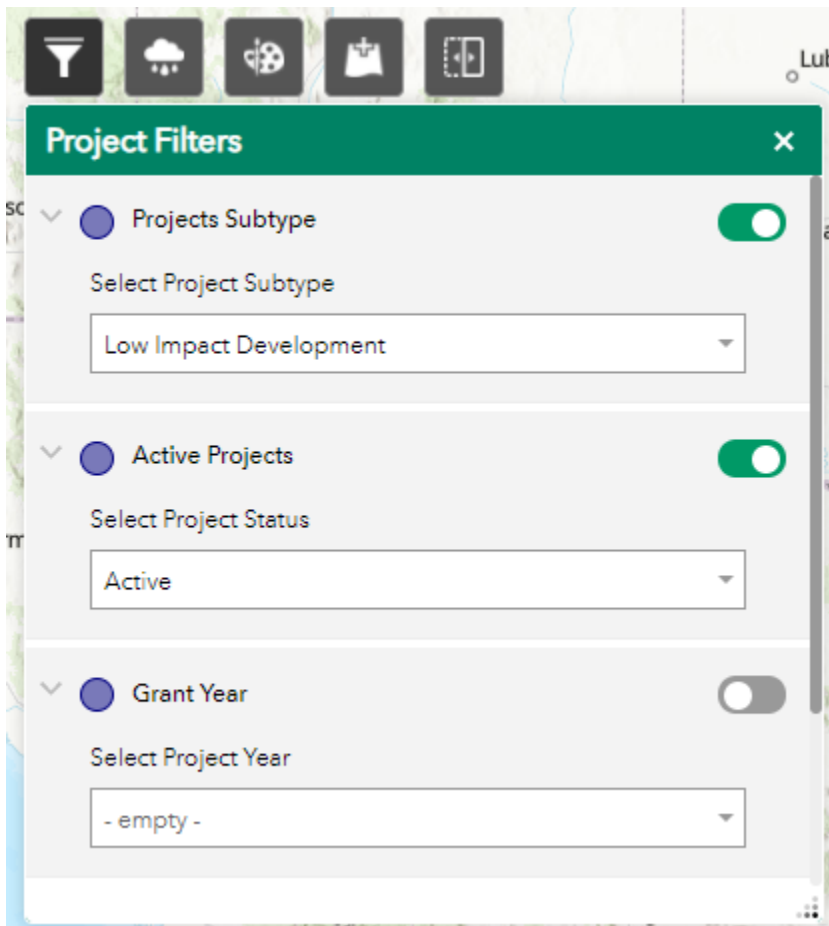 Project Filters
Projects Subtype
Select Project Subtype
Low Impact Development
Active Projects
Select Project Status
Active
Grant Year
Select Project Year
- empty -